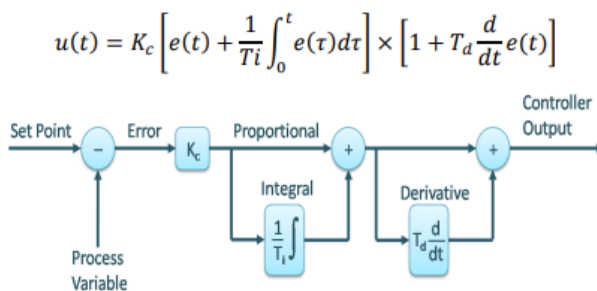 u(t) = K_c [e(t) + 1/Ti ∫_0^t e(τ)dτ] × [1 + T_d d/dt e(t)]
Controller
Output
Set Point
Error
Proportional
−
K_c
+
+
Integral
Derivative
1/T_i ∫
T_d d/dt
Process
Variable